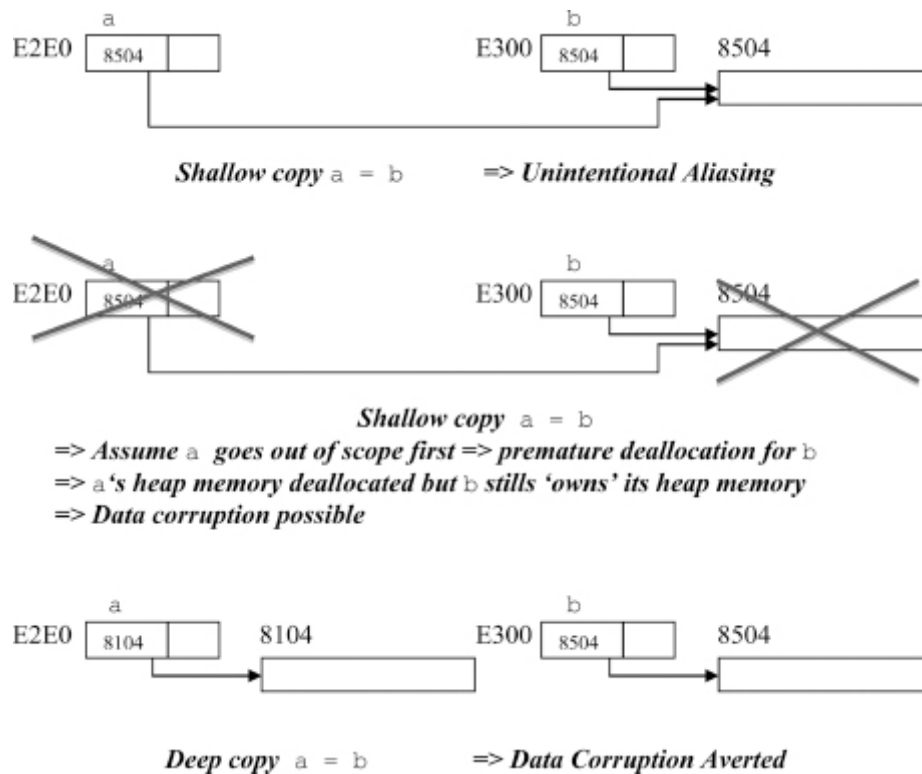 a b
E2E0 8504 E300 8504 8504
Shallow copy a = b => Unintentional Aliasing
a b
E2E0 8504 E300 8504 8504
Shallow copy a = b
=> Assume a goes out of scope first => premature deallocation for b
=> a‘s heap memory deallocated but b stills ‘owns’ its heap memory
=> Data corruption possible
a b
E2E0 8104 8104 E300 8504 8504
Deep copy a = b => Data Corruption Averted